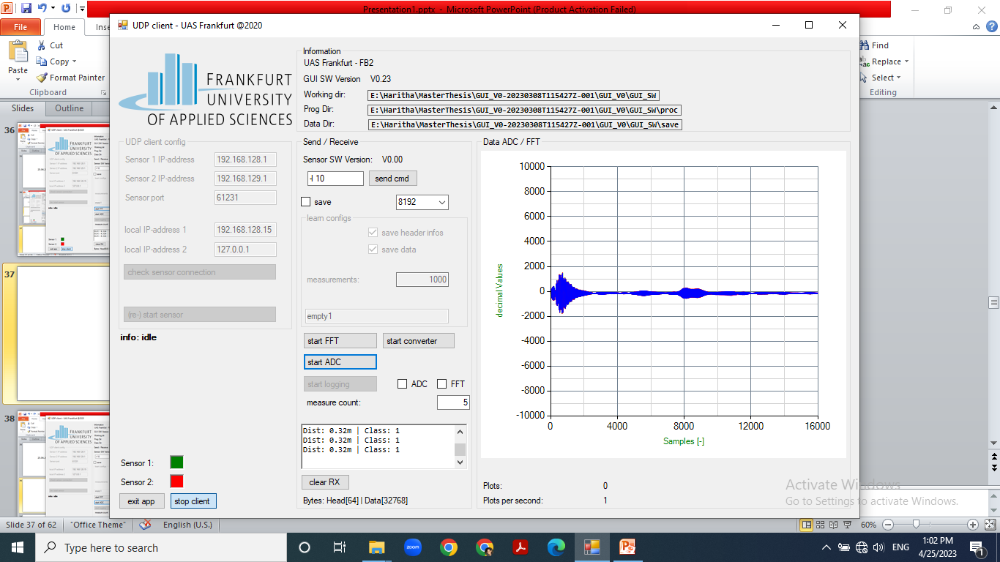 Presentation1.pptx - Microsoft PowerPoint (Product Activation Failed)
File
Home
Inse
Cut
Copy
Format Painter
Paste
Clipboard
Find
Replace
Select
Editing
Slides
Outline
36
37
38
UDP client - UAS Frankfurt @2020
FRANKFURT
UNIVERSITY
OF APPLIED SCIENCES
Information
UAS Frankfurt - FB2
GUI SW Version V0.23
Working dir: E:\Haritha\MasterThesis\GUI_V0-20230308T115427Z-001\GUI_V0\GUI_SW
Prog Dir: E:\Haritha\MasterThesis\GUI_V0-20230308T115427Z-001\GUI_V0\GUI_SW\proc
Data Dir: E:\Haritha\MasterThesis\GUI_V0-20230308T115427Z-001\GUI_V0\GUI_SW\save
UDP client config
Sensor 1 IP-address 192.168.128.1
Sensor 2 IP-address 192.168.129.1
Sensor port 61231
local IP-address 1 192.168.128.15
local IP-address 2 127.0.0.1
check sensor connection
(re-) start sensor
info: idle
Sensor 1:
Sensor 2:
exit app stop client
Send / Receive
Sensor SW Version: V0.00
-l 10 send cmd
save 8192
learn configs
save header infos
save data
measurements: 1000
empty1
start FFT start converter
start ADC
start logging ADC FFT
measure count: 5
Dist: 0.32m | Class: 1
Dist: 0.32m | Class: 1
Dist: 0.32m | Class: 1
clear RX
Bytes: Head[64] | Data[32768]
Data ADC / FFT
10000
8000
6000
4000
2000
0
-2000
-4000
-6000
-8000
-10000
decimal Values
0 4000 8000 12000 16000
Samples [-]
Plots: 0
Plots per second: 1
Activate Windows
Go to Settings to activate Windows.
Slide 37 of 62 "Office Theme" English (U.S.) 60%
Type here to search
zoom
ENG
1:02 PM
4/25/2023
1